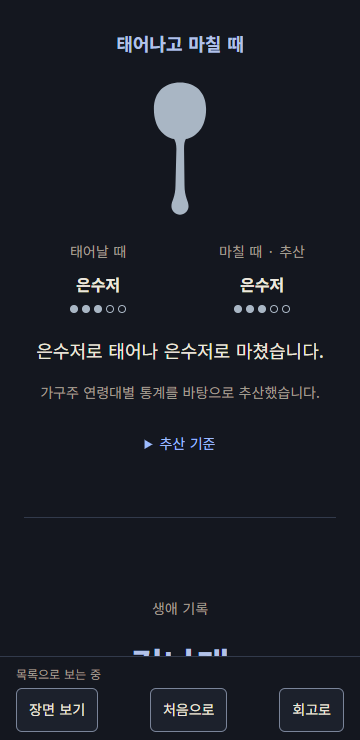 태어나고 마칠 때
태어날 때
마칠 때 · 추산
은수저
은수저
은수저로 태어나 은수저로 마쳤습니다.
가구주 연령대별 통계를 바탕으로 추산했습니다.
▶ 추산 기준
생애 기록
목록으로 보는 중
장면 보기
처음으로
회고로